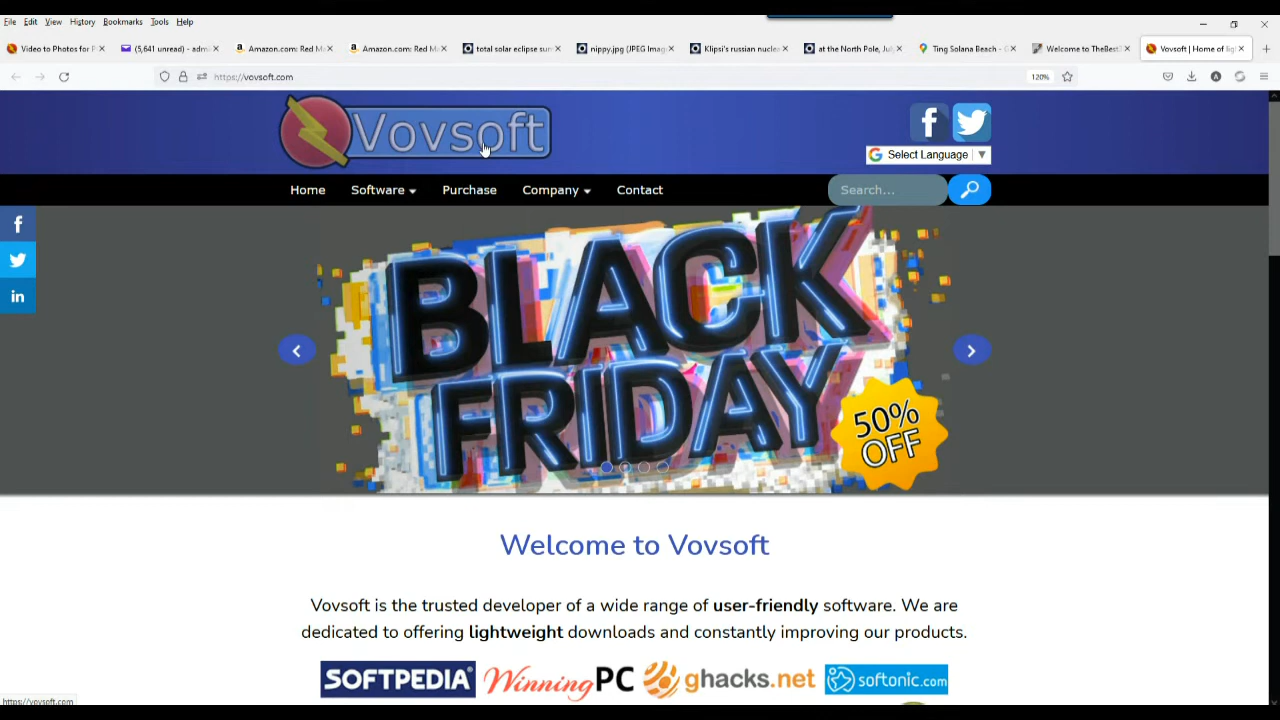 File Edit View History Bookmarks Tools Help
Video to Photos for P
(5,641 unread) - adm
Amazon.com: Red M
Amazon.com: Red M
total solar eclipse sun
nippy.jpg (JPEG Imag
Klipsi's russian nucle
at the North Pole, Ju
Ting Solana Beach - G
Welcome to TheBest
Vovsoft | Home of lig
https://vovsoft.com
120%
Vovsoft
Select Language
Home Software Purchase Company Contact
Search...
BLACK
FRIDAY
50%
OFF
Welcome to Vovsoft
Vovsoft is the trusted developer of a wide range of user-friendly software. We are
dedicated to offering lightweight downloads and constantly improving our products.
SOFTPEDIA WinningPC ghacks.net softonic.com
https://vovsoft.com